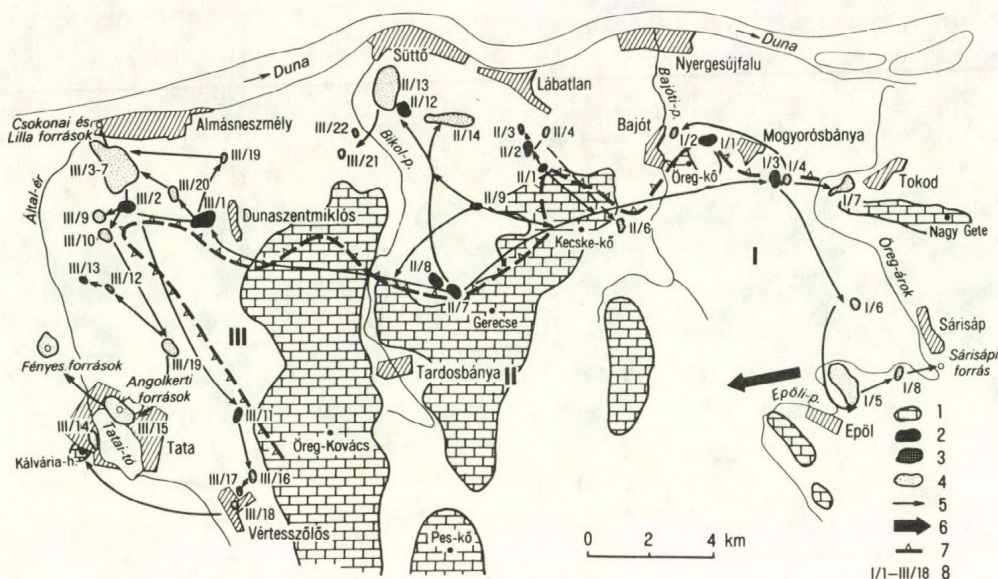 Duna
Duna
Süttő
II/13
II/12
II/14
Lábatlan
Nyergesújfalu
Bajóti-p.
Bajót
Csokonai és
Lilla források
Almásneszmély
III/22
III/21
Bikol-p.
II/3
II/4
II/2
II/1
I/2
I/1
Mogyorósbánya
I/3
I/4
Öreg-kő
Tokod
I/7
Nagy Gete
III/19
III/3-7
III/20
III/2
III/1
Által-ér
III/9
III/10
Dunaszentmiklós
II/9
II/6
Kecske-kő
III/13
III/12
II/8
II/7
Gerecse
I
Öreg-árok
I/6
Sárisáp
III
III/19
Fényes források
Angolkerti
források
Tardosbánya
II
Sárisápi
forrás
I/8
I/5
Epöli-p.
Epöl
III/14
III/15
Tatai-tó
Tata
Kálvária-h.
III/11
Öreg-Kovács
III/17
III/16
III/18
Vértesszőlős
Pes-kő
0 2 4 km
1
2
3
4
5
6
7
I/1–III/18 8